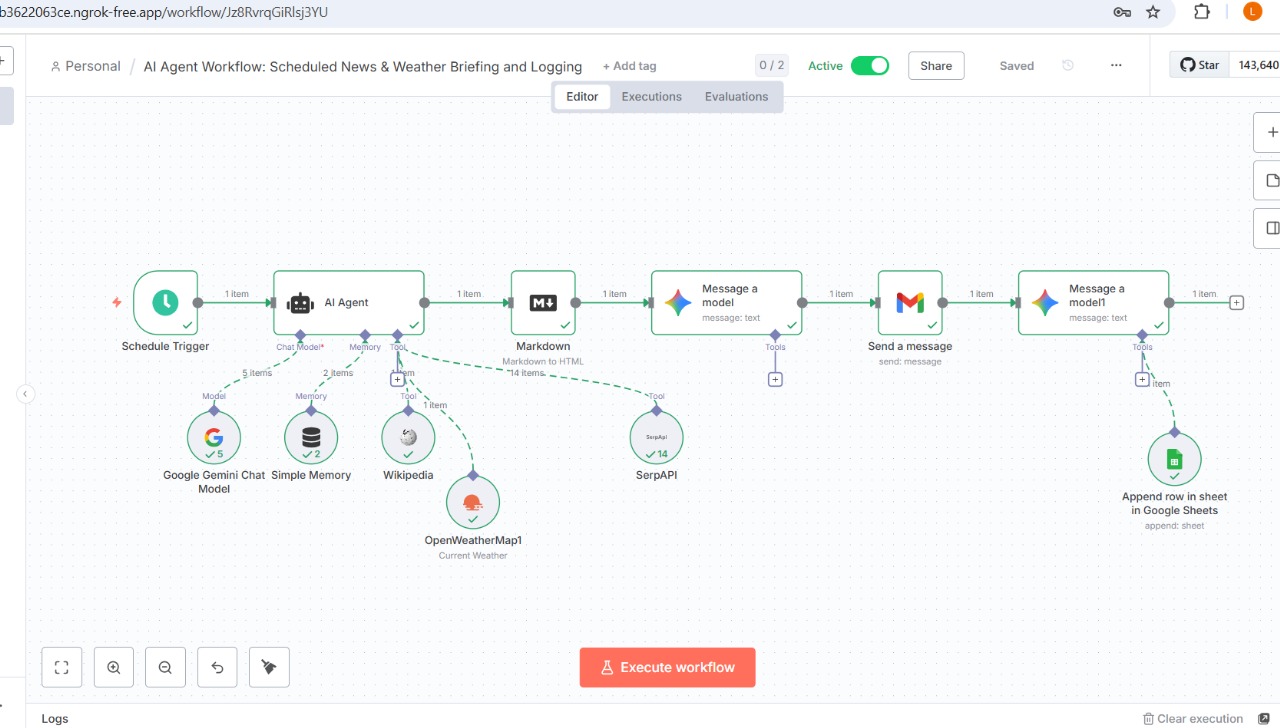 b3622063ce.ngrok-free.app/workflow/Jz8RvrqGiRlsj3YU
L
Personal / AI Agent Workflow: Scheduled News & Weather Briefing and Logging + Add tag 0 / 2 Active Share Saved ... Star 143,640
Editor Executions Evaluations
1 item
1 item
1 item
1 item
1 item
1 item
AI Agent
Message a model
message: text
Message a model1
message: text
Schedule Trigger
Chat Model*
Memory
Tool
Markdown
Markdown to HTML
Tools
Send a message
send: message
Tools
5 items
2 items
1 item
14 items
item
Model
Memory
Tool
Tool
5
2
SerpApi
14
Google Gemini Chat Model
Simple Memory
Wikipedia
SerpAPI
OpenWeatherMap1
Current Weather
Append row in sheet in Google Sheets
append: sheet
Execute workflow
Logs
Clear execution